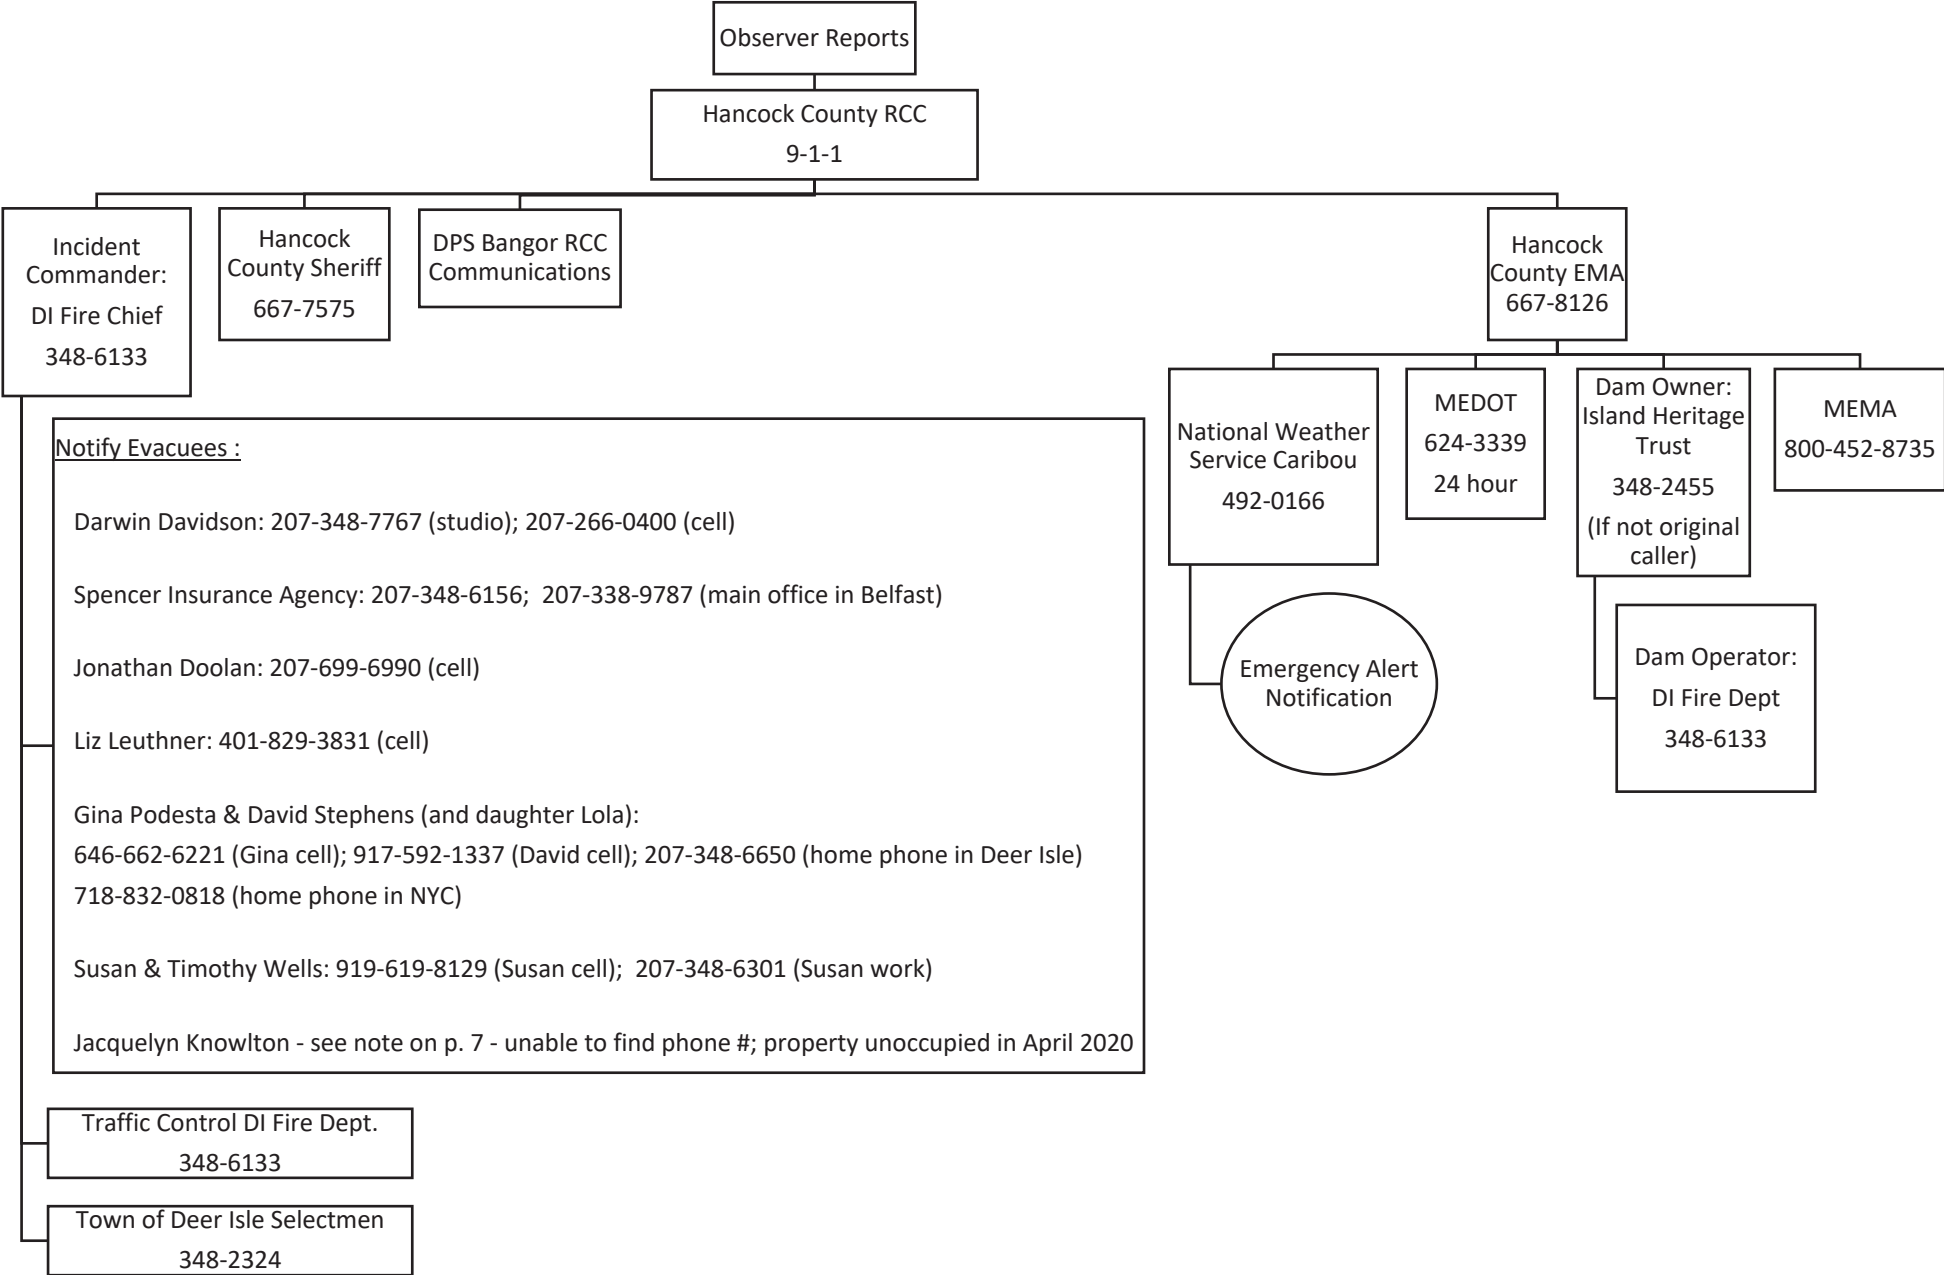 Observer Reports
Hancock County RCC
9-1-1
Incident
Commander:
DI Fire Chief
348-6133
Hancock
County Sheriff
667-7575
DPS Bangor RCC
Communications
Hancock
County EMA
667-8126
National Weather
Service Caribou
492-0166
MEDOT
624-3339
24 hour
Dam Owner:
Island Heritage
Trust
348-2455
(If not original
caller)
MEMA
800-452-8735
Emergency Alert
Notification
Dam Operator:
DI Fire Dept
348-6133
Notify Evacuees :
Darwin Davidson: 207-348-7767 (studio); 207-266-0400 (cell)
Spencer Insurance Agency: 207-348-6156;  207-338-9787 (main office in Belfast)
Jonathan Doolan: 207-699-6990 (cell)
Liz Leuthner: 401-829-3831 (cell)
Gina Podesta & David Stephens (and daughter Lola):
646-662-6221 (Gina cell); 917-592-1337 (David cell); 207-348-6650 (home phone in Deer Isle)
718-832-0818 (home phone in NYC)
Susan & Timothy Wells: 919-619-8129 (Susan cell);  207-348-6301 (Susan work)
Jacquelyn Knowlton - see note on p. 7 - unable to find phone #; property unoccupied in April 2020
Traffic Control DI Fire Dept.
348-6133
Town of Deer Isle Selectmen
348-2324